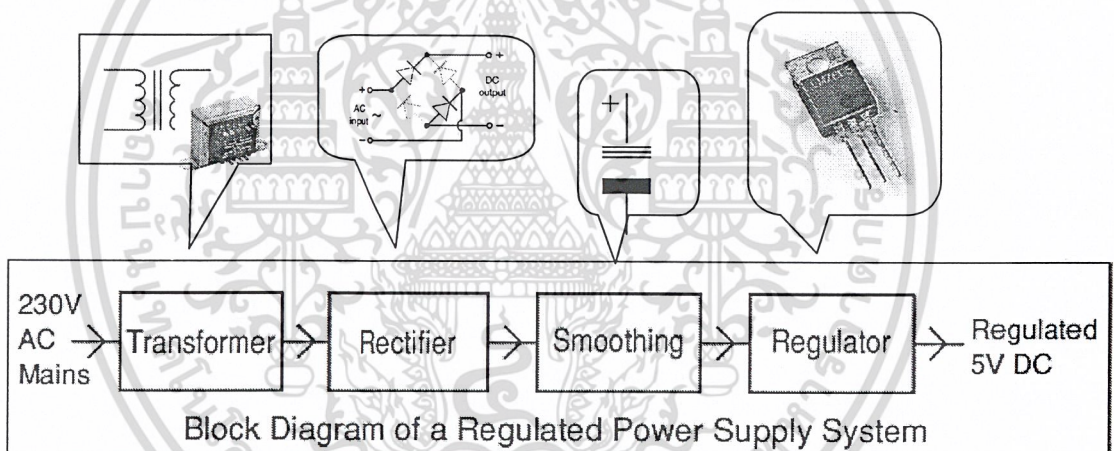 +
AC
input ~
-
+
DC
output
-
+
230V
AC
Mains
Transformer
Rectifier
Smoothing
Regulator
Regulated
5V DC
Block Diagram of a Regulated Power Supply System